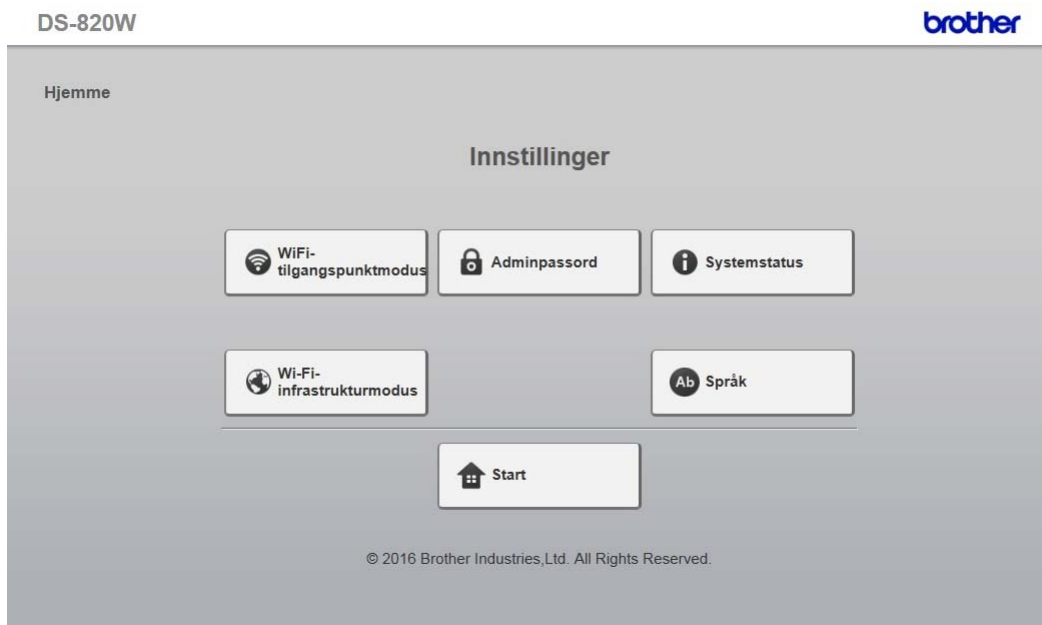 DS-820W
brother
Hjemme
Innstillinger
WiFi-
tilgangspunktmodus
Adminpassord
Systemstatus
Wi-Fi-
infrastrukturmodus
Ab
Språk
Start
© 2016 Brother Industries,Ltd. All Rights Reserved.